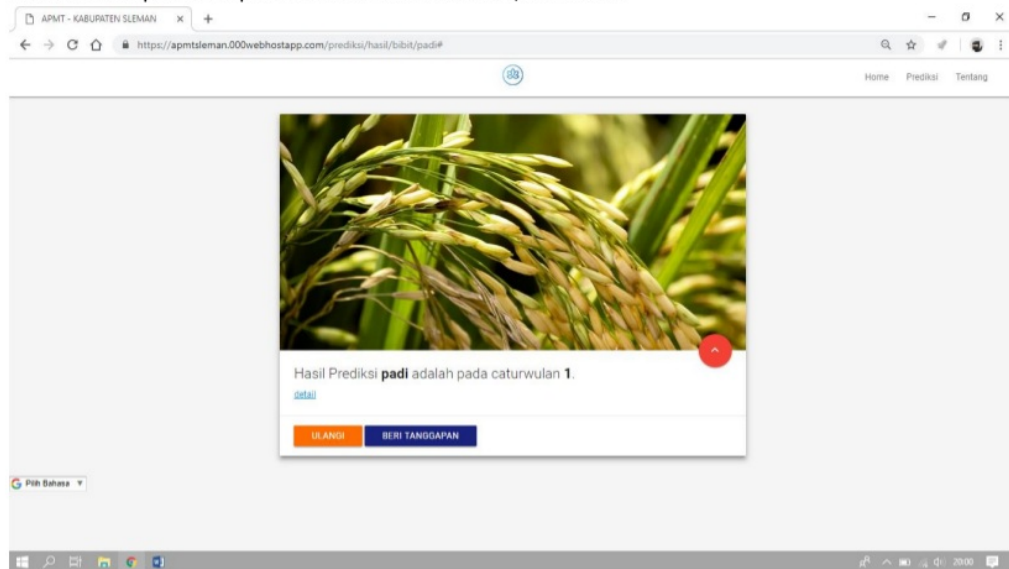 APMT - KABUPATEN SLEMAN
https://apmtsleman.000webhostapp.com/prediksi/hasil/bibit/padi#
Home Prediksi Tentang
Hasil Prediksi padi adalah pada caturwulan 1.
detail
ULANGI BERI TANGGAPAN
Pilih Bahasa
20:00